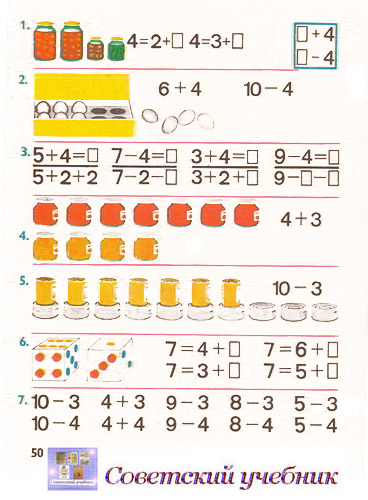 1. 4=2+□ 4=3+□ □+4
□-4
2. 6+4 10-4
3. 5+4=□ 7-4=□ 3+4=□ 9-4=□
5+2+2 7-2-□ 3+2+□ 9-□-□
4+3
4.
5. 10-3
6. 7=4+□ 7=6+□
7=3+□ 7=5+□
7. 10-3 4+3 9-3 8-3 5-3
10-4 4+4 9-4 8-4 5-4
50
Советский учебник
Советский учебник